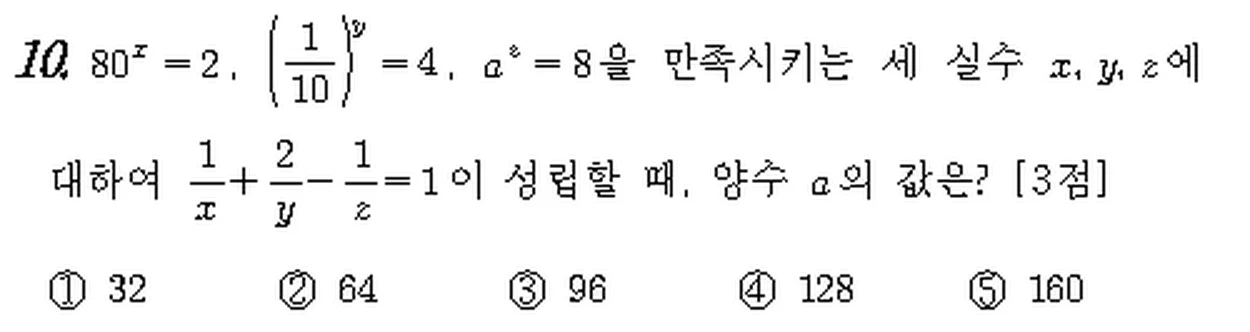 10. 80^x = 2, (1/10)^y = 4, a^z = 8을 만족시키는 세 실수 x, y, z에
대하여 1/x + 2/y - 1/z = 1이 성립할 때, 양수 a의 값은? [3점]
① 32 ② 64 ③ 96 ④ 128 ⑤ 160